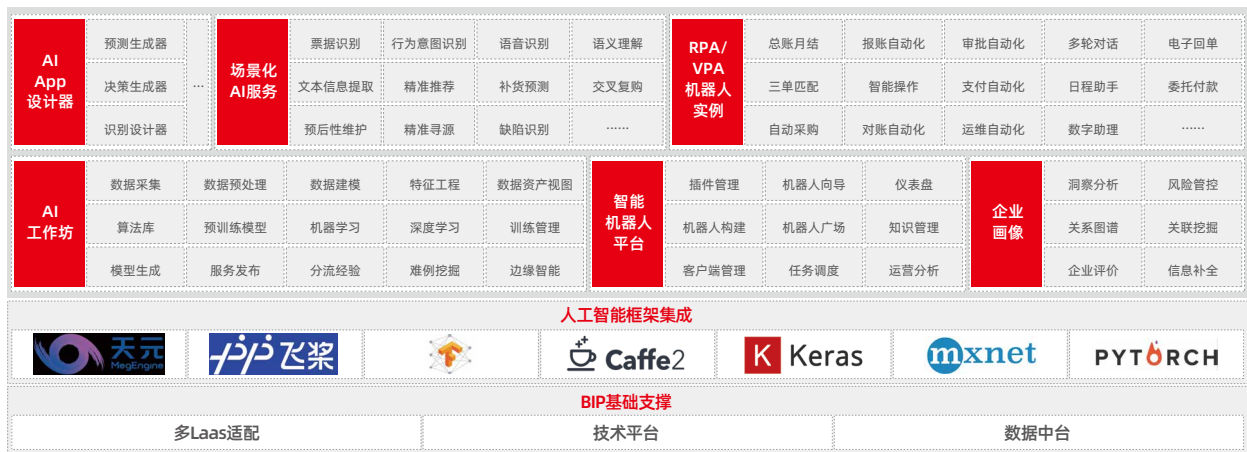 AI
App
设计器
预测生成器
决策生成器
...
识别设计器
场景化
AI服务
票据识别 行为意图识别 语音识别 语义理解
文本信息提取 精准推荐 补货预测 交叉复购
预后性维护 精准寻源 缺陷识别 ······
RPA/
VPA
机器人
实例
总账月结 报账自动化 审批自动化 多轮对话 电子回单
三单匹配 智能操作 支付自动化 日程助手 委托付款
自动采购 对账自动化 运维自动化 数字助理 ······
AI
工作坊
数据采集 数据预处理 数据建模 特征工程 数据资产视图
算法库 预训练模型 机器学习 深度学习 训练管理
模型生成 服务发布 分流经验 难例挖掘 边缘智能
智能
机器人
平台
插件管理 机器人向导 仪表盘
机器人构建 机器人广场 知识管理
客户端管理 任务调度 运营分析
企业
画像
洞察分析 风险管控
关系图谱 关联挖掘
企业评价 信息补全
人工智能框架集成
天元
MegEngine
飞桨
Caffe2
K Keras
mxnet
PYTORCH
BIP基础支撑
多Laas适配 技术平台 数据中台